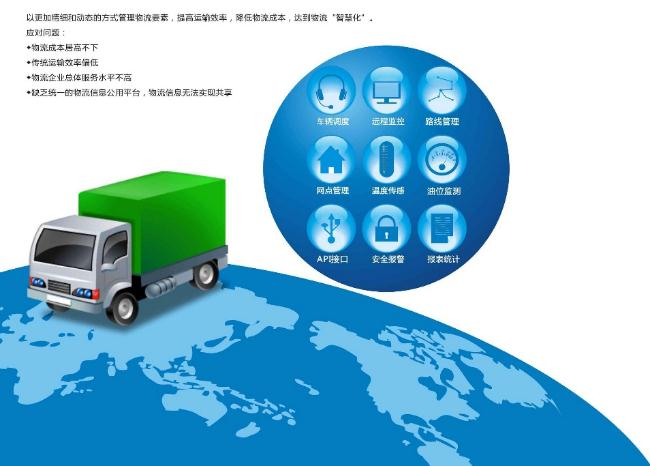 以更加精细和动态的方式管理物流要素，提高运输效率，降低物流成本，达到物流“智慧化”。
应对问题：
✦物流成本居高不下
✦传统运输效率偏低
✦物流企业总体服务水平不高
✦缺乏统一的物流信息公用平台，物流信息无法实现共享
车辆调度 远程监控 路线管理
网点管理 温度传感 油位监测
API接口 安全报警 报表统计